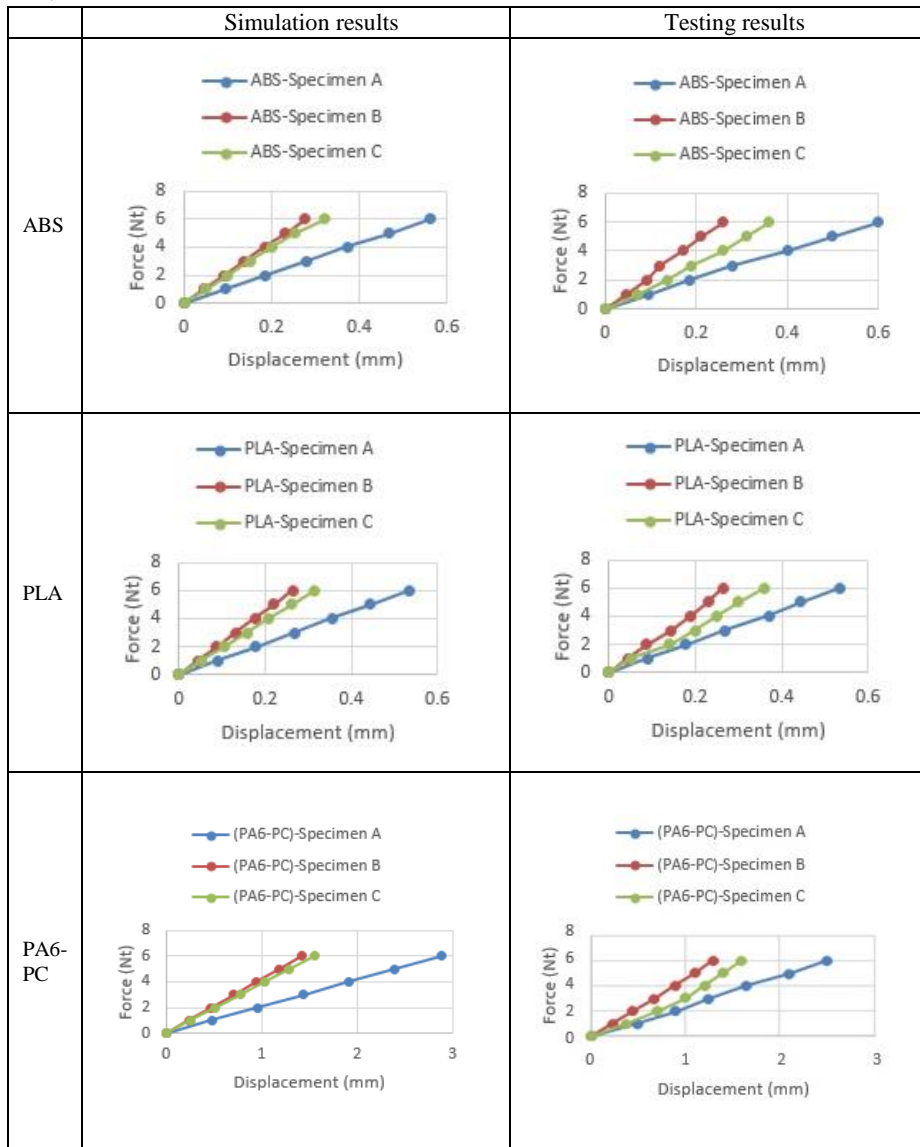 Simulation results
Testing results
ABS
ABS-Specimen A
ABS-Specimen B
ABS-Specimen C
Force (Nt)
8
6
4
2
0
0 0.2 0.4 0.6
Displacement (mm)
ABS-Specimen A
ABS-Specimen B
ABS-Specimen C
Force (Nt)
8
6
4
2
0
0 0.2 0.4 0.6
Displacement (mm)
PLA
PLA-Specimen A
PLA-Specimen B
PLA-Specimen C
Force (Nt)
8
6
4
2
0
0 0.2 0.4 0.6
Displacement (mm)
PLA-Specimen A
PLA-Specimen B
PLA-Specimen C
Force (Nt)
8
6
4
2
0
0 0.2 0.4 0.6
Displacement (mm)
PA6-
PC
(PA6-PC)-Specimen A
(PA6-PC)-Specimen B
(PA6-PC)-Specimen C
Force (Nt)
8
6
4
2
0
0 1 2 3
Displacement (mm)
(PA6-PC)-Specimen A
(PA6-PC)-Specimen B
(PA6-PC)-Specimen C
Force (Nt)
8
6
4
2
0
0 1 2 3
Displacement (mm)